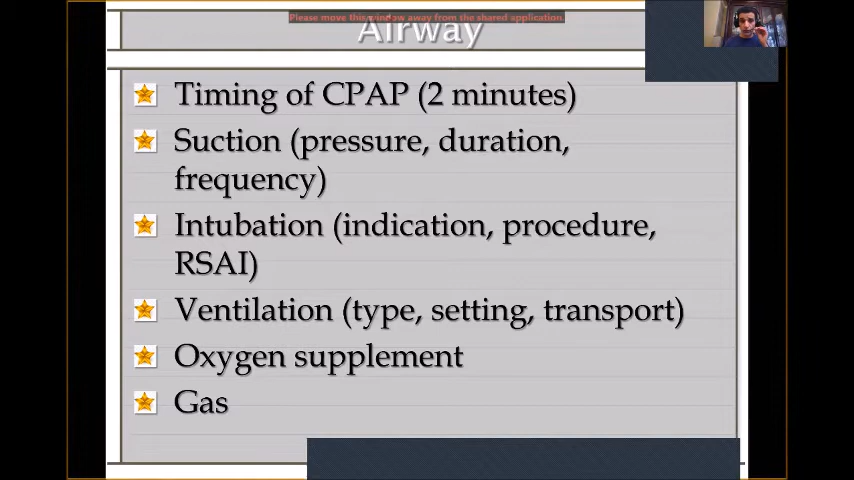 Please move this window away from the shared application.
Airway
Timing of CPAP (2 minutes)
Suction (pressure, duration,
frequency)
Intubation (indication, procedure,
RSAI)
Ventilation (type, setting, transport)
Oxygen supplement
Gas